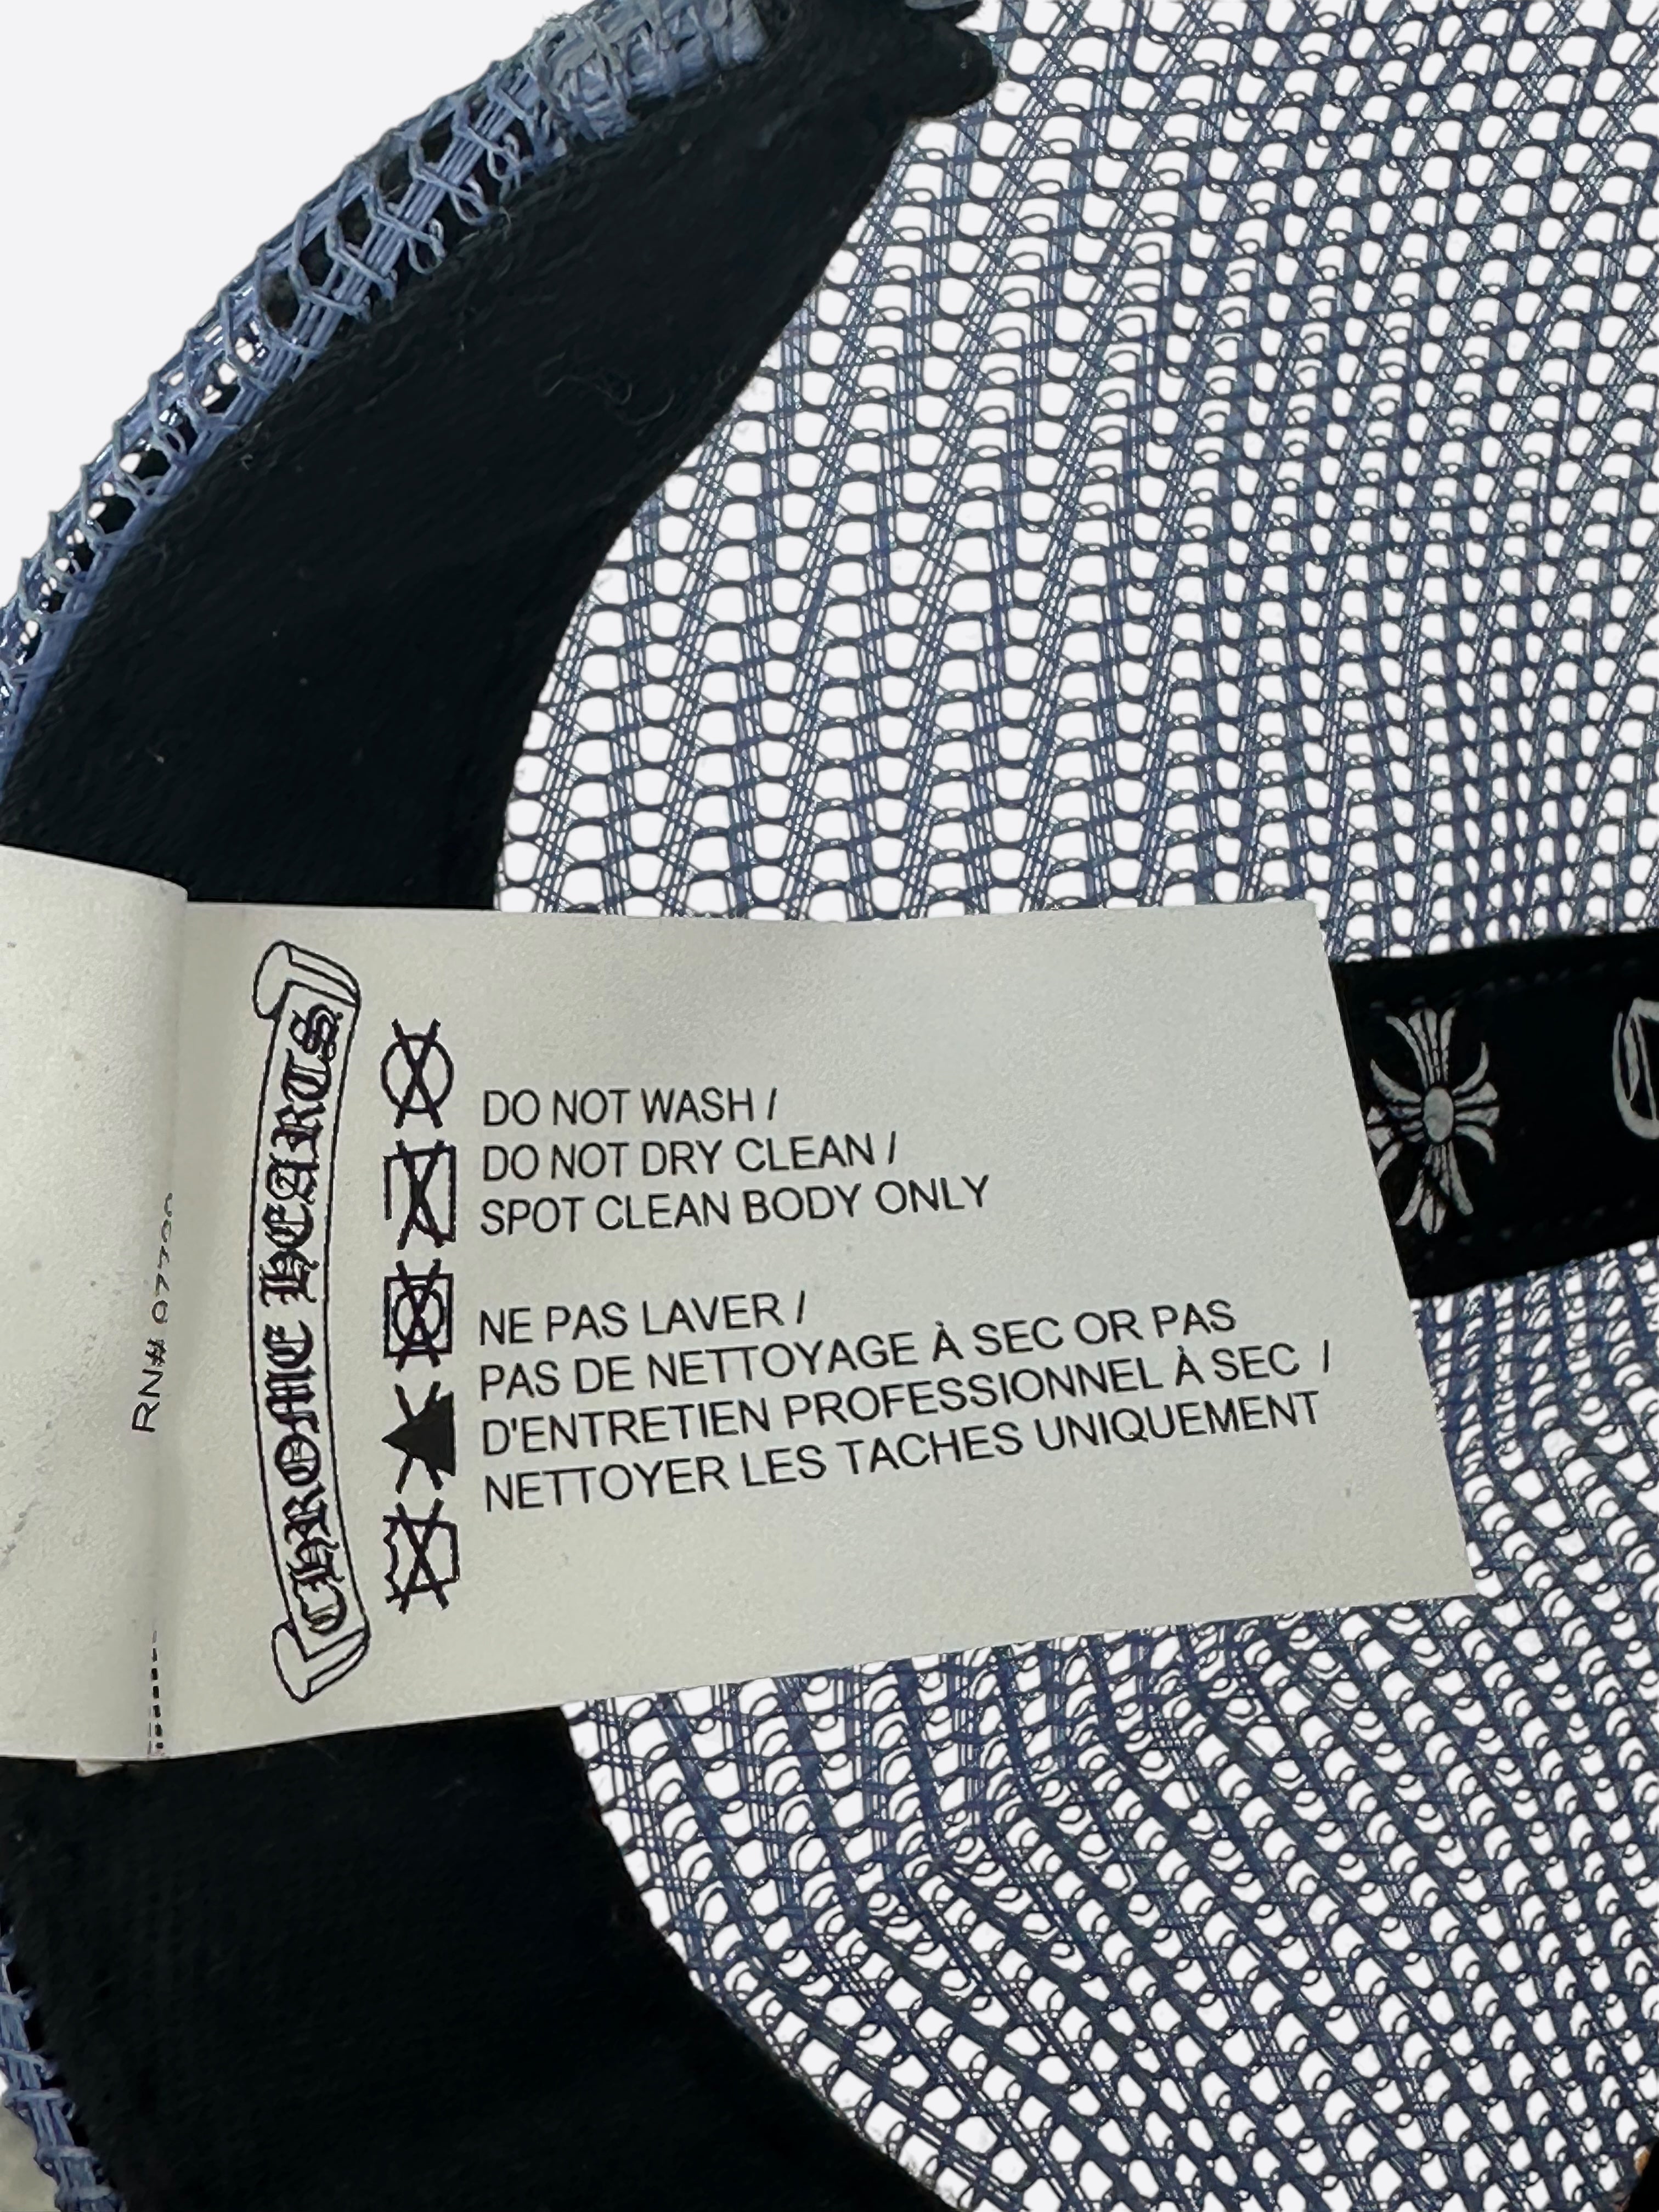 CHROME HEARTS
DO NOT WASH /
DO NOT DRY CLEAN /
SPOT CLEAN BODY ONLY
NE PAS LAVER /
PAS DE NETTOYAGE À SEC OR PAS
D'ENTRETIEN PROFESSIONNEL À SEC /
NETTOYER LES TACHES UNIQUEMENT
RN#